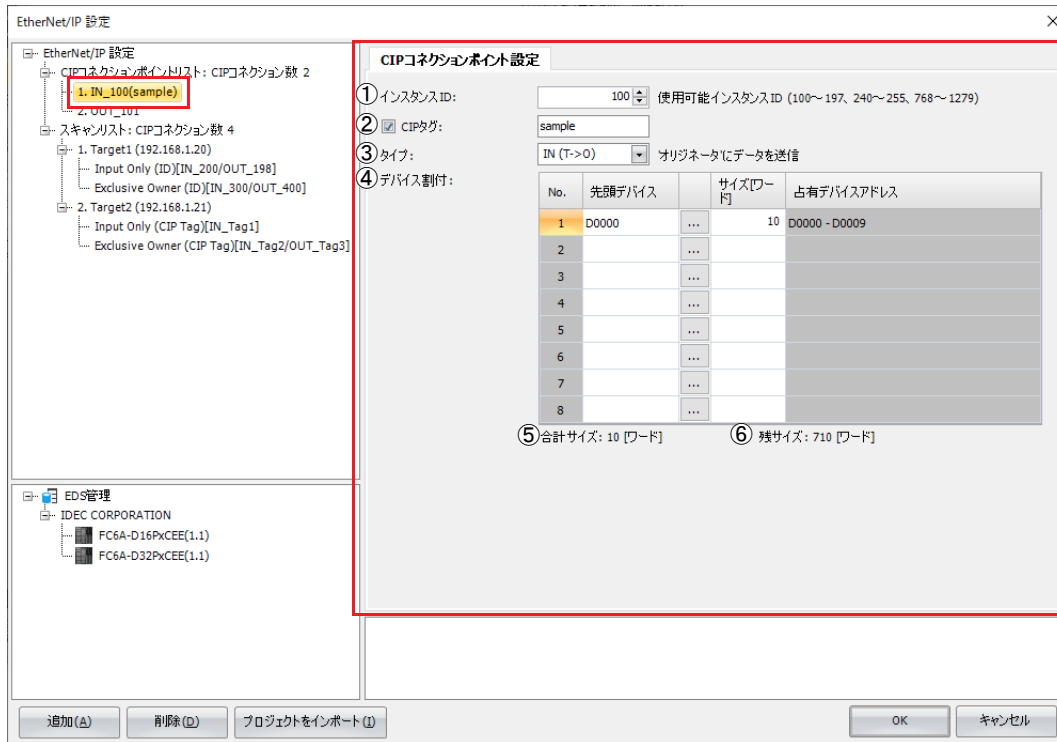 EtherNet/IP 設定
EtherNet/IP 設定
CIPコネクションポイントリスト: CIPコネクション数 2
1. IN_100(sample)
2. OUT_101
スキャンリスト: CIPコネクション数 4
1. Target1 (192.168.1.20)
Input Only (ID)[IN_200/OUT_198]
Exclusive Owner (ID)[IN_300/OUT_400]
2. Target2 (192.168.1.21)
Input Only (CIP Tag)[IN_Tag1]
Exclusive Owner (CIP Tag)[IN_Tag2/OUT_Tag3]
EDS管理
IDEC CORPORATION
FC6A-D16PxCEE(1.1)
FC6A-D32PxCEE(1.1)
CIPコネクションポイント設定
① インスタンス ID: 100 使用可能インスタンス ID (100～197、240～255、768～1279)
② CIPタグ: sample
③ タイプ: IN (T->O) 'オリジネータ'にデータを送信
④ デバイス割付:
No. 先頭デバイス サイズ[ワード] 占有デバイスアドレス
1 D0000 ... 10 D0000 - D0009
2 ...
3 ...
4 ...
5 ...
6 ...
7 ...
8 ...
⑤ 合計サイズ: 10 [ワード] ⑥ 残サイズ: 710 [ワード]
追加(A) 削除(D) プロジェクトをインポート(I) OK キャンセル